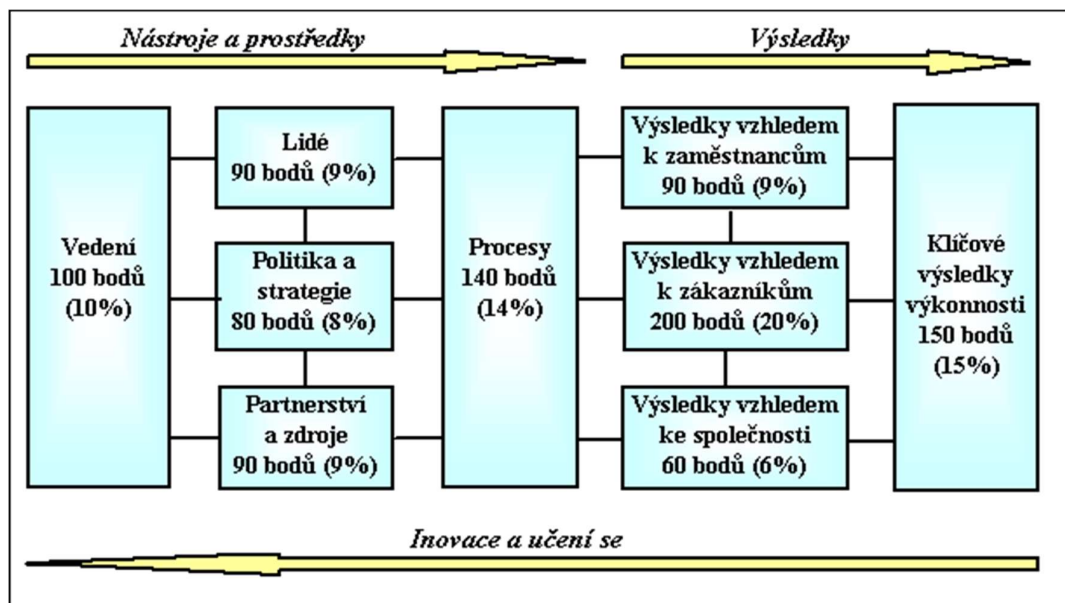 Nástroje a prostředky
Výsledky
Vedení
100 bodů
(10%)
Lidé
90 bodů (9%)
Politika a
strategie
80 bodů (8%)
Partnerství
a zdroje
90 bodů (9%)
Procesy
140 bodů
(14%)
Výsledky vzhledem
k zaměstnancům
90 bodů (9%)
Výsledky vzhledem
k zákazníkům
200 bodů (20%)
Výsledky vzhledem
ke společnosti
60 bodů (6%)
Klíčové
výsledky
výkonnosti
150 bodů
(15%)
Inovace a učení se